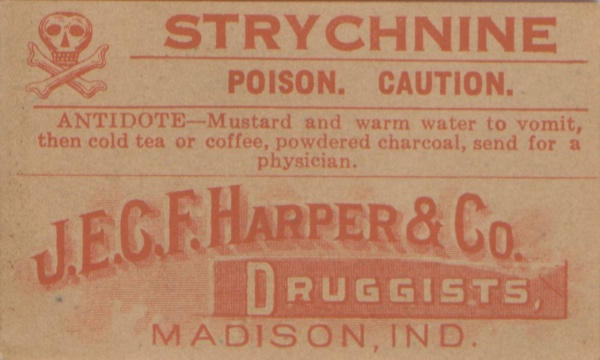 STRYCHNINE
POISON. CAUTION.
ANTIDOTE—Mustard and warm water to vomit,
then cold tea or coffee, powdered charcoal, send for a
physician.
J.E.C.F. HARPER & Co.
DRUGGISTS,
MADISON, IND.